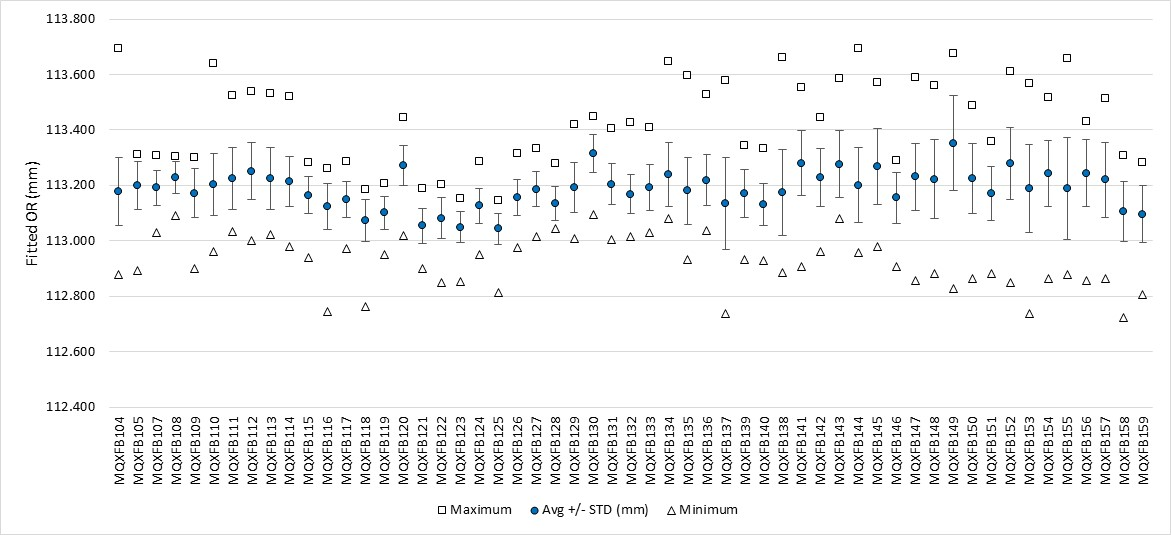 113.800
113.600
113.400
113.200
113.000
112.800
112.600
112.400
Fitted OR (mm)
MQXFB104
MQXFB105
MQXFB107
MQXFB108
MQXFB109
MQXFB110
MQXFB111
MQXFB112
MQXFB113
MQXFB114
MQXFB115
MQXFB116
MQXFB117
MQXFB118
MQXFB119
MQXFB120
MQXFB121
MQXFB122
MQXFB123
MQXFB124
MQXFB125
MQXFB126
MQXFB127
MQXFB128
MQXFB129
MQXFB130
MQXFB131
MQXFB132
MQXFB133
MQXFB134
MQXFB135
MQXFB136
MQXFB137
MQXFB139
MQXFB140
MQXFB138
MQXFB141
MQXFB142
MQXFB143
MQXFB144
MQXFB145
MQXFB146
MQXFB147
MQXFB148
MQXFB149
MQXFB150
MQXFB151
MQXFB152
MQXFB153
MQXFB154
MQXFB155
MQXFB156
MQXFB157
MQXFB158
MQXFB159
Maximum Avg +/- STD (mm) Minimum